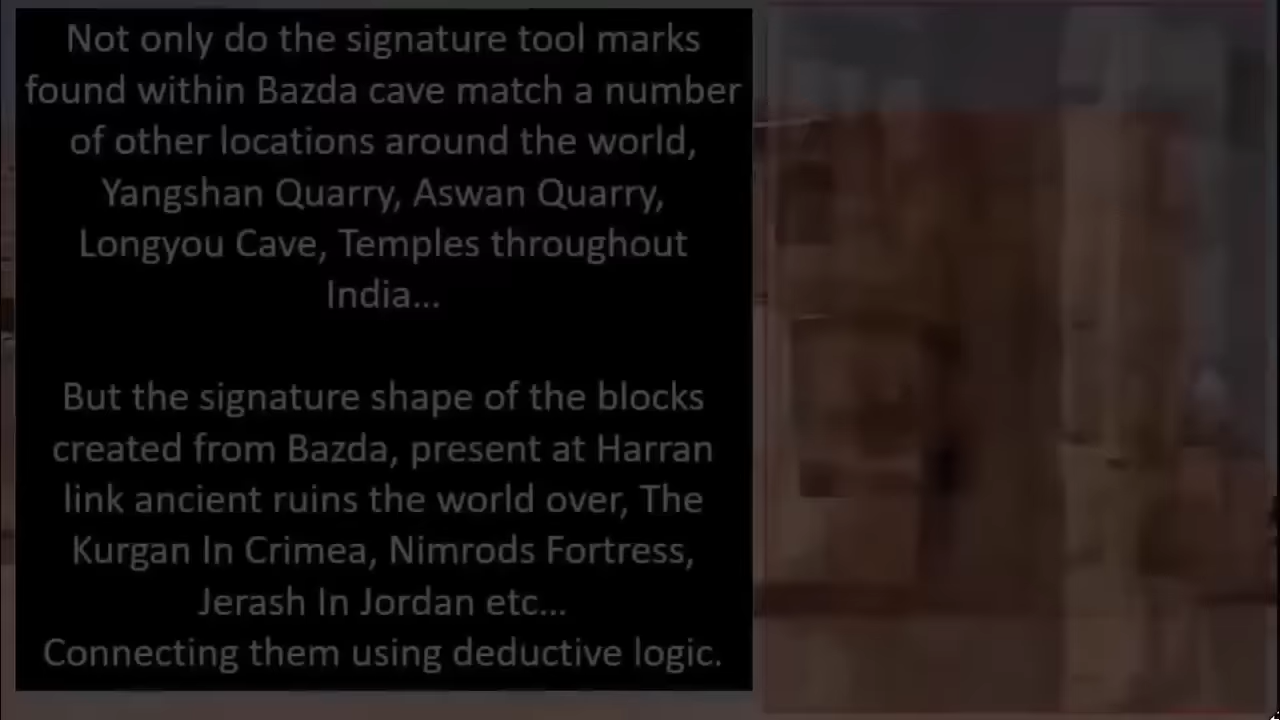 Not only do the signature tool marks
found within Bazda cave match a number
of other locations around the world,
Yangshan Quarry, Aswan Quarry,
Longyou Cave, Temples throughout
India...
But the signature shape of the blocks
created from Bazda, present at Harran
link ancient ruins the world over, The
Kurgan In Crimea, Nimrods Fortress,
Jerash In Jordan etc...
Connecting them using deductive logic.